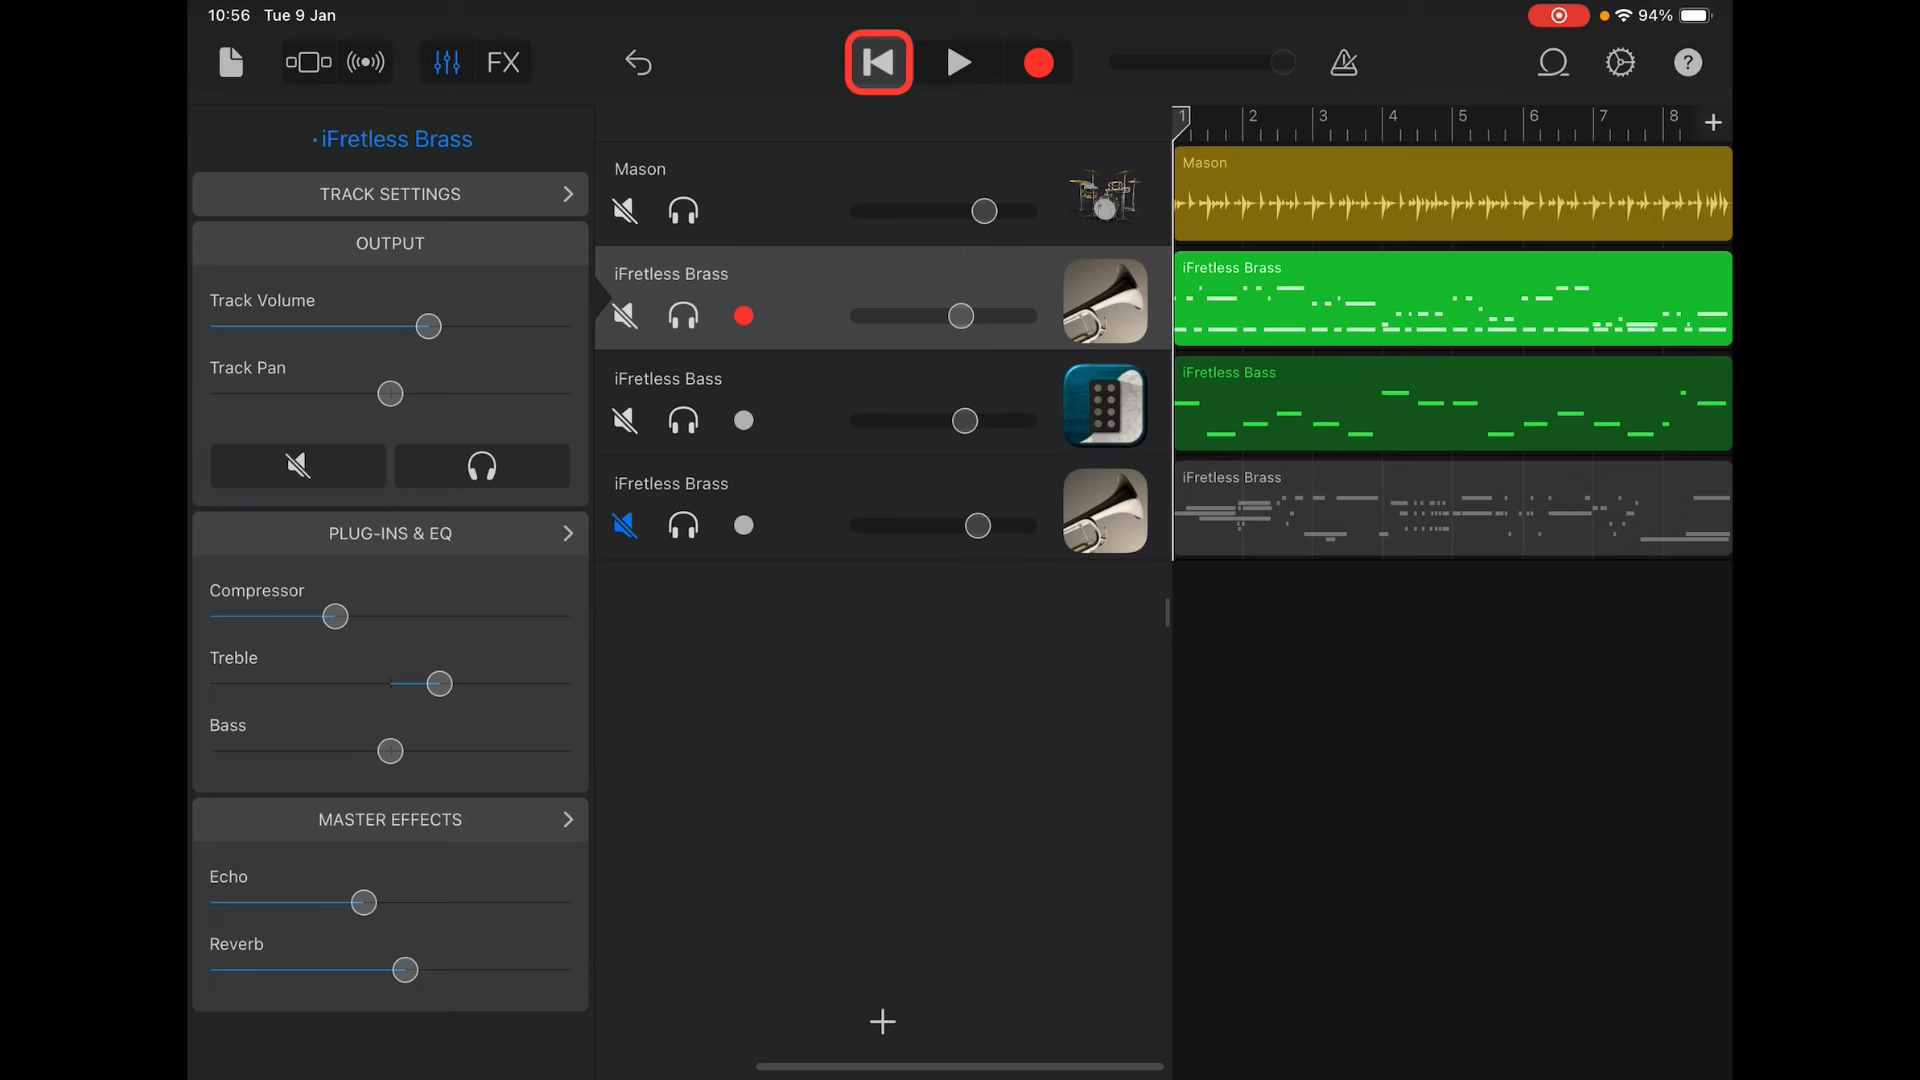 10:56 Tue 9 Jan
94%
FX
?
· iFretless Brass
TRACK SETTINGS
OUTPUT
Track Volume
Track Pan
PLUG-INS & EQ
Compressor
Treble
Bass
MASTER EFFECTS
Echo
Reverb
Mason
iFretless Brass
iFretless Bass
iFretless Brass
1 2 3 4 5 6 7 8 +
Mason
iFretless Brass
iFretless Bass
iFretless Brass